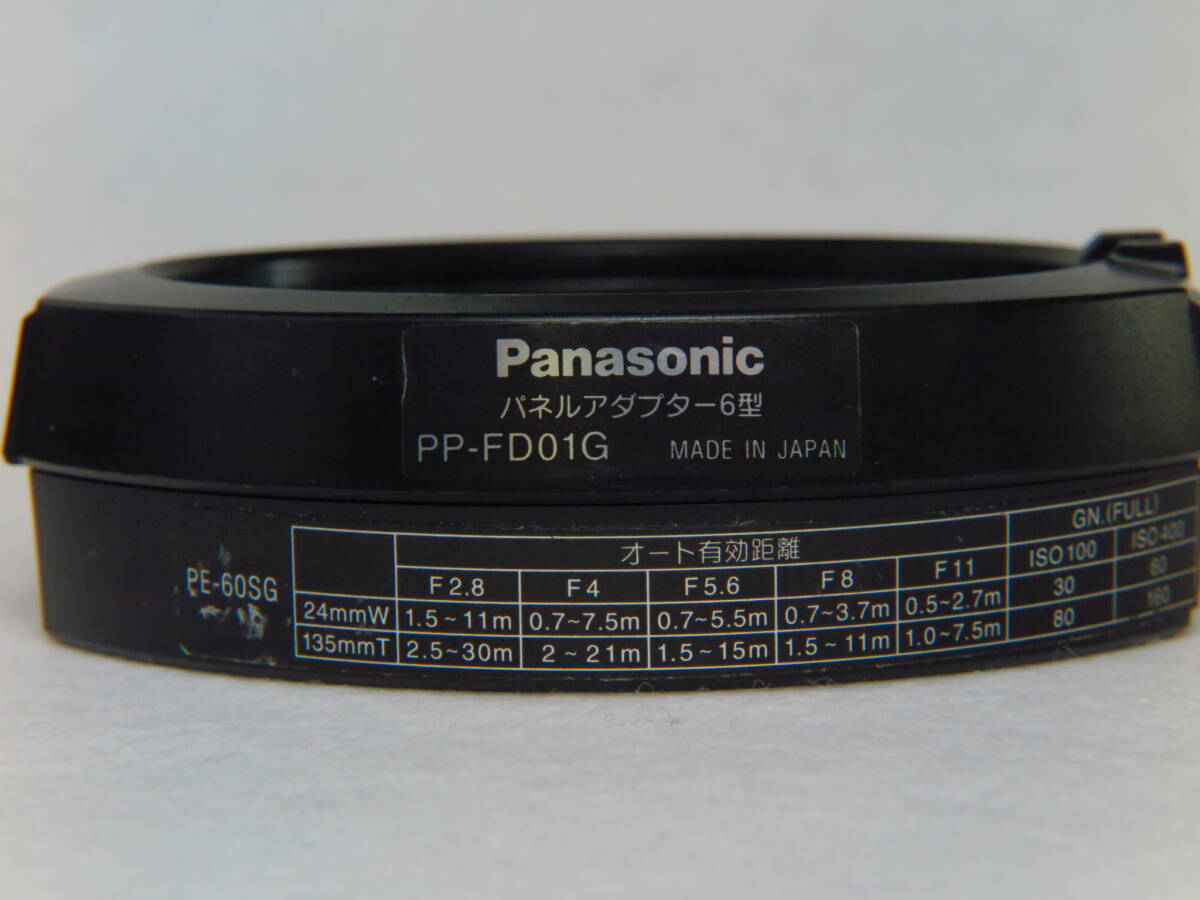 Panasonic
パネルアダプター6型
PP-FD01G MADE IN JAPAN
PE-60SG
オート有効距離 GN.(FULL)
F2.8 F4 F5.6 F8 F11 ISO100 ISO400
24mmW 1.5~11m 0.7~7.5m 0.7~5.5m 0.7~3.7m 0.5~2.7m 30 60
135mmT 2.5~30m 2~21m 1.5~15m 1.5~11m 1.0~7.5m 80 160